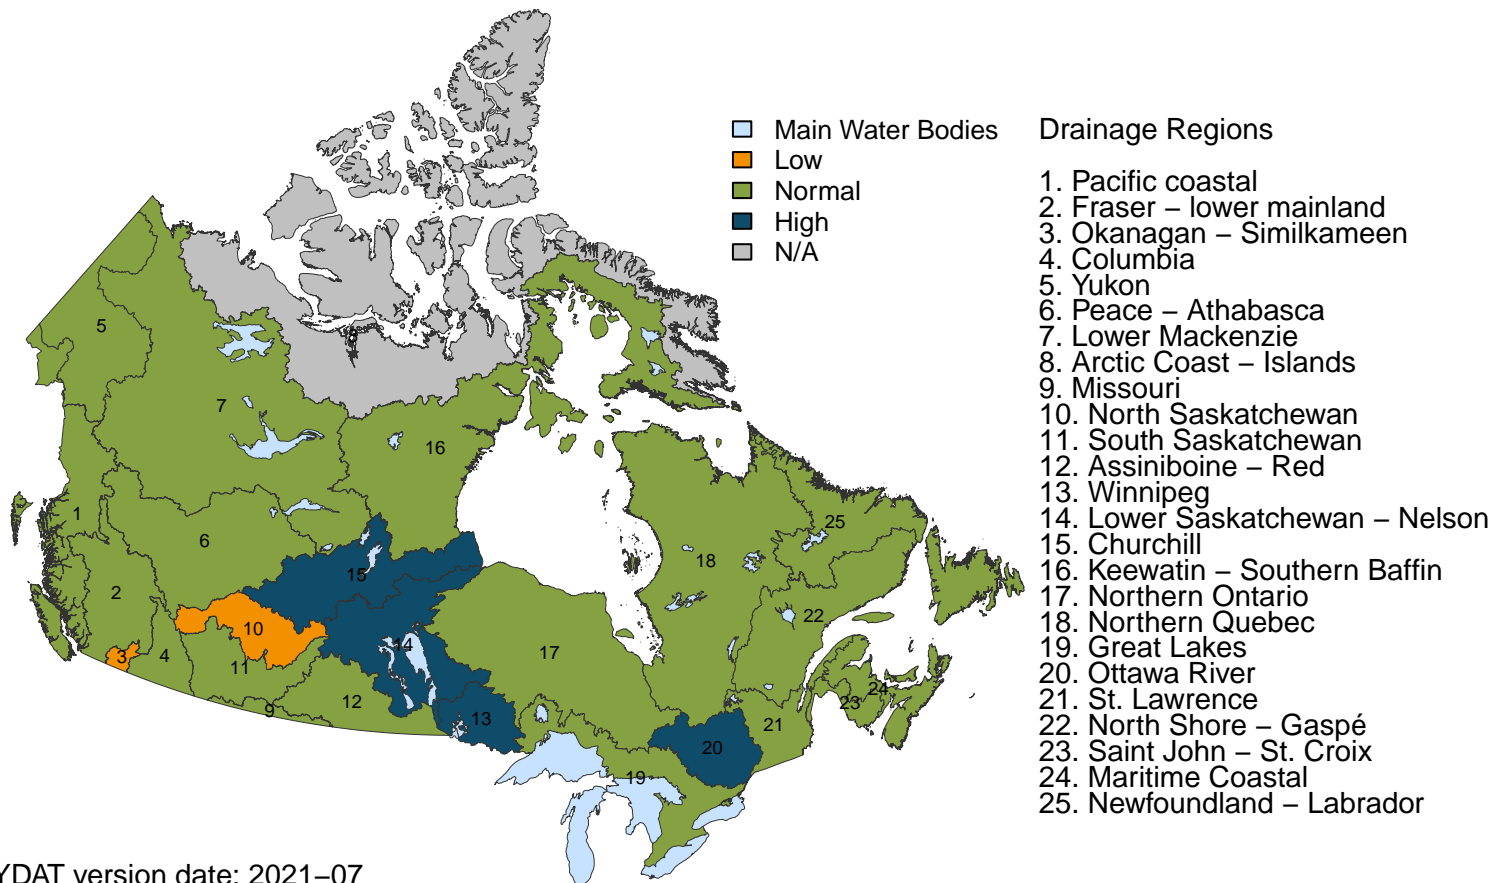 Main Water Bodies
Low
Normal
High
N/A
Drainage Regions
1. Pacific coastal
2. Fraser – lower mainland
3. Okanagan – Similkameen
4. Columbia
5. Yukon
6. Peace – Athabasca
7. Lower Mackenzie
8. Arctic Coast – Islands
9. Missouri
10. North Saskatchewan
11. South Saskatchewan
12. Assiniboine – Red
13. Winnipeg
14. Lower Saskatchewan – Nelson
15. Churchill
16. Keewatin – Southern Baffin
17. Northern Ontario
18. Northern Quebec
19. Great Lakes
20. Ottawa River
21. St. Lawrence
22. North Shore – Gaspé
23. Saint John – St. Croix
24. Maritime Coastal
25. Newfoundland – Labrador
5
8
7
16
1
25
6
18
15
2
22
10
14
17
3
4
11
24
12
23
9
13
21
20
19
YDAT version date: 2021–07